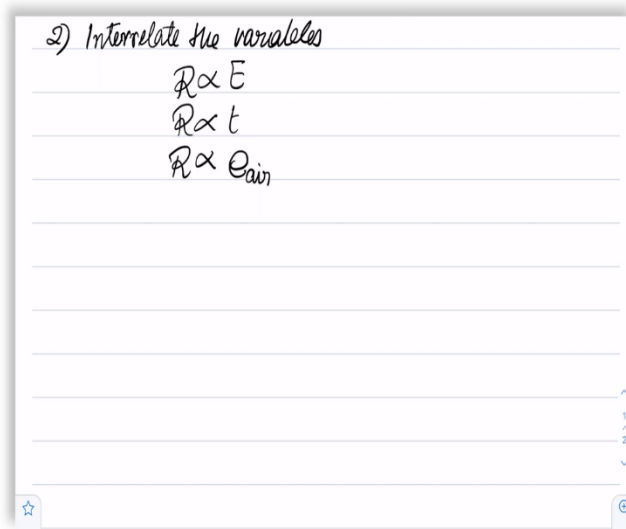 2) Interrelate the variables
R ∝ E
R ∝ t
R ∝ ρair